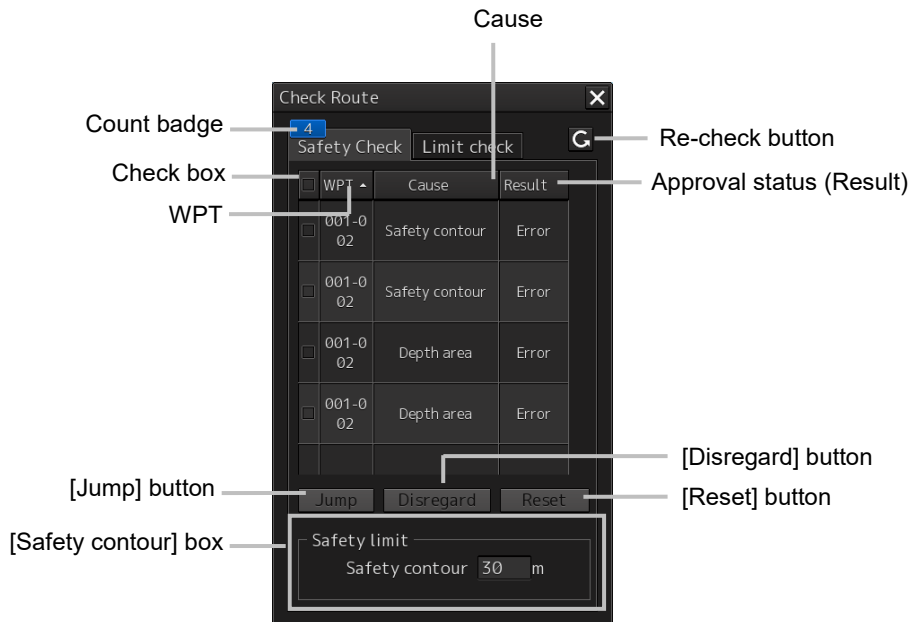 Cause
Check Route
Count badge
4
Safety Check
Limit check
Re-check button
Check box
WPT
Cause
Result
Approval status (Result)
WPT
001-0
02
Safety contour
Error
001-0
02
Safety contour
Error
001-0
02
Depth area
Error
001-0
02
Depth area
Error
[Disregard] button
[Jump] button
Jump
Disregard
Reset
[Reset] button
[Safety contour] box
Safety limit
Safety contour 30 m